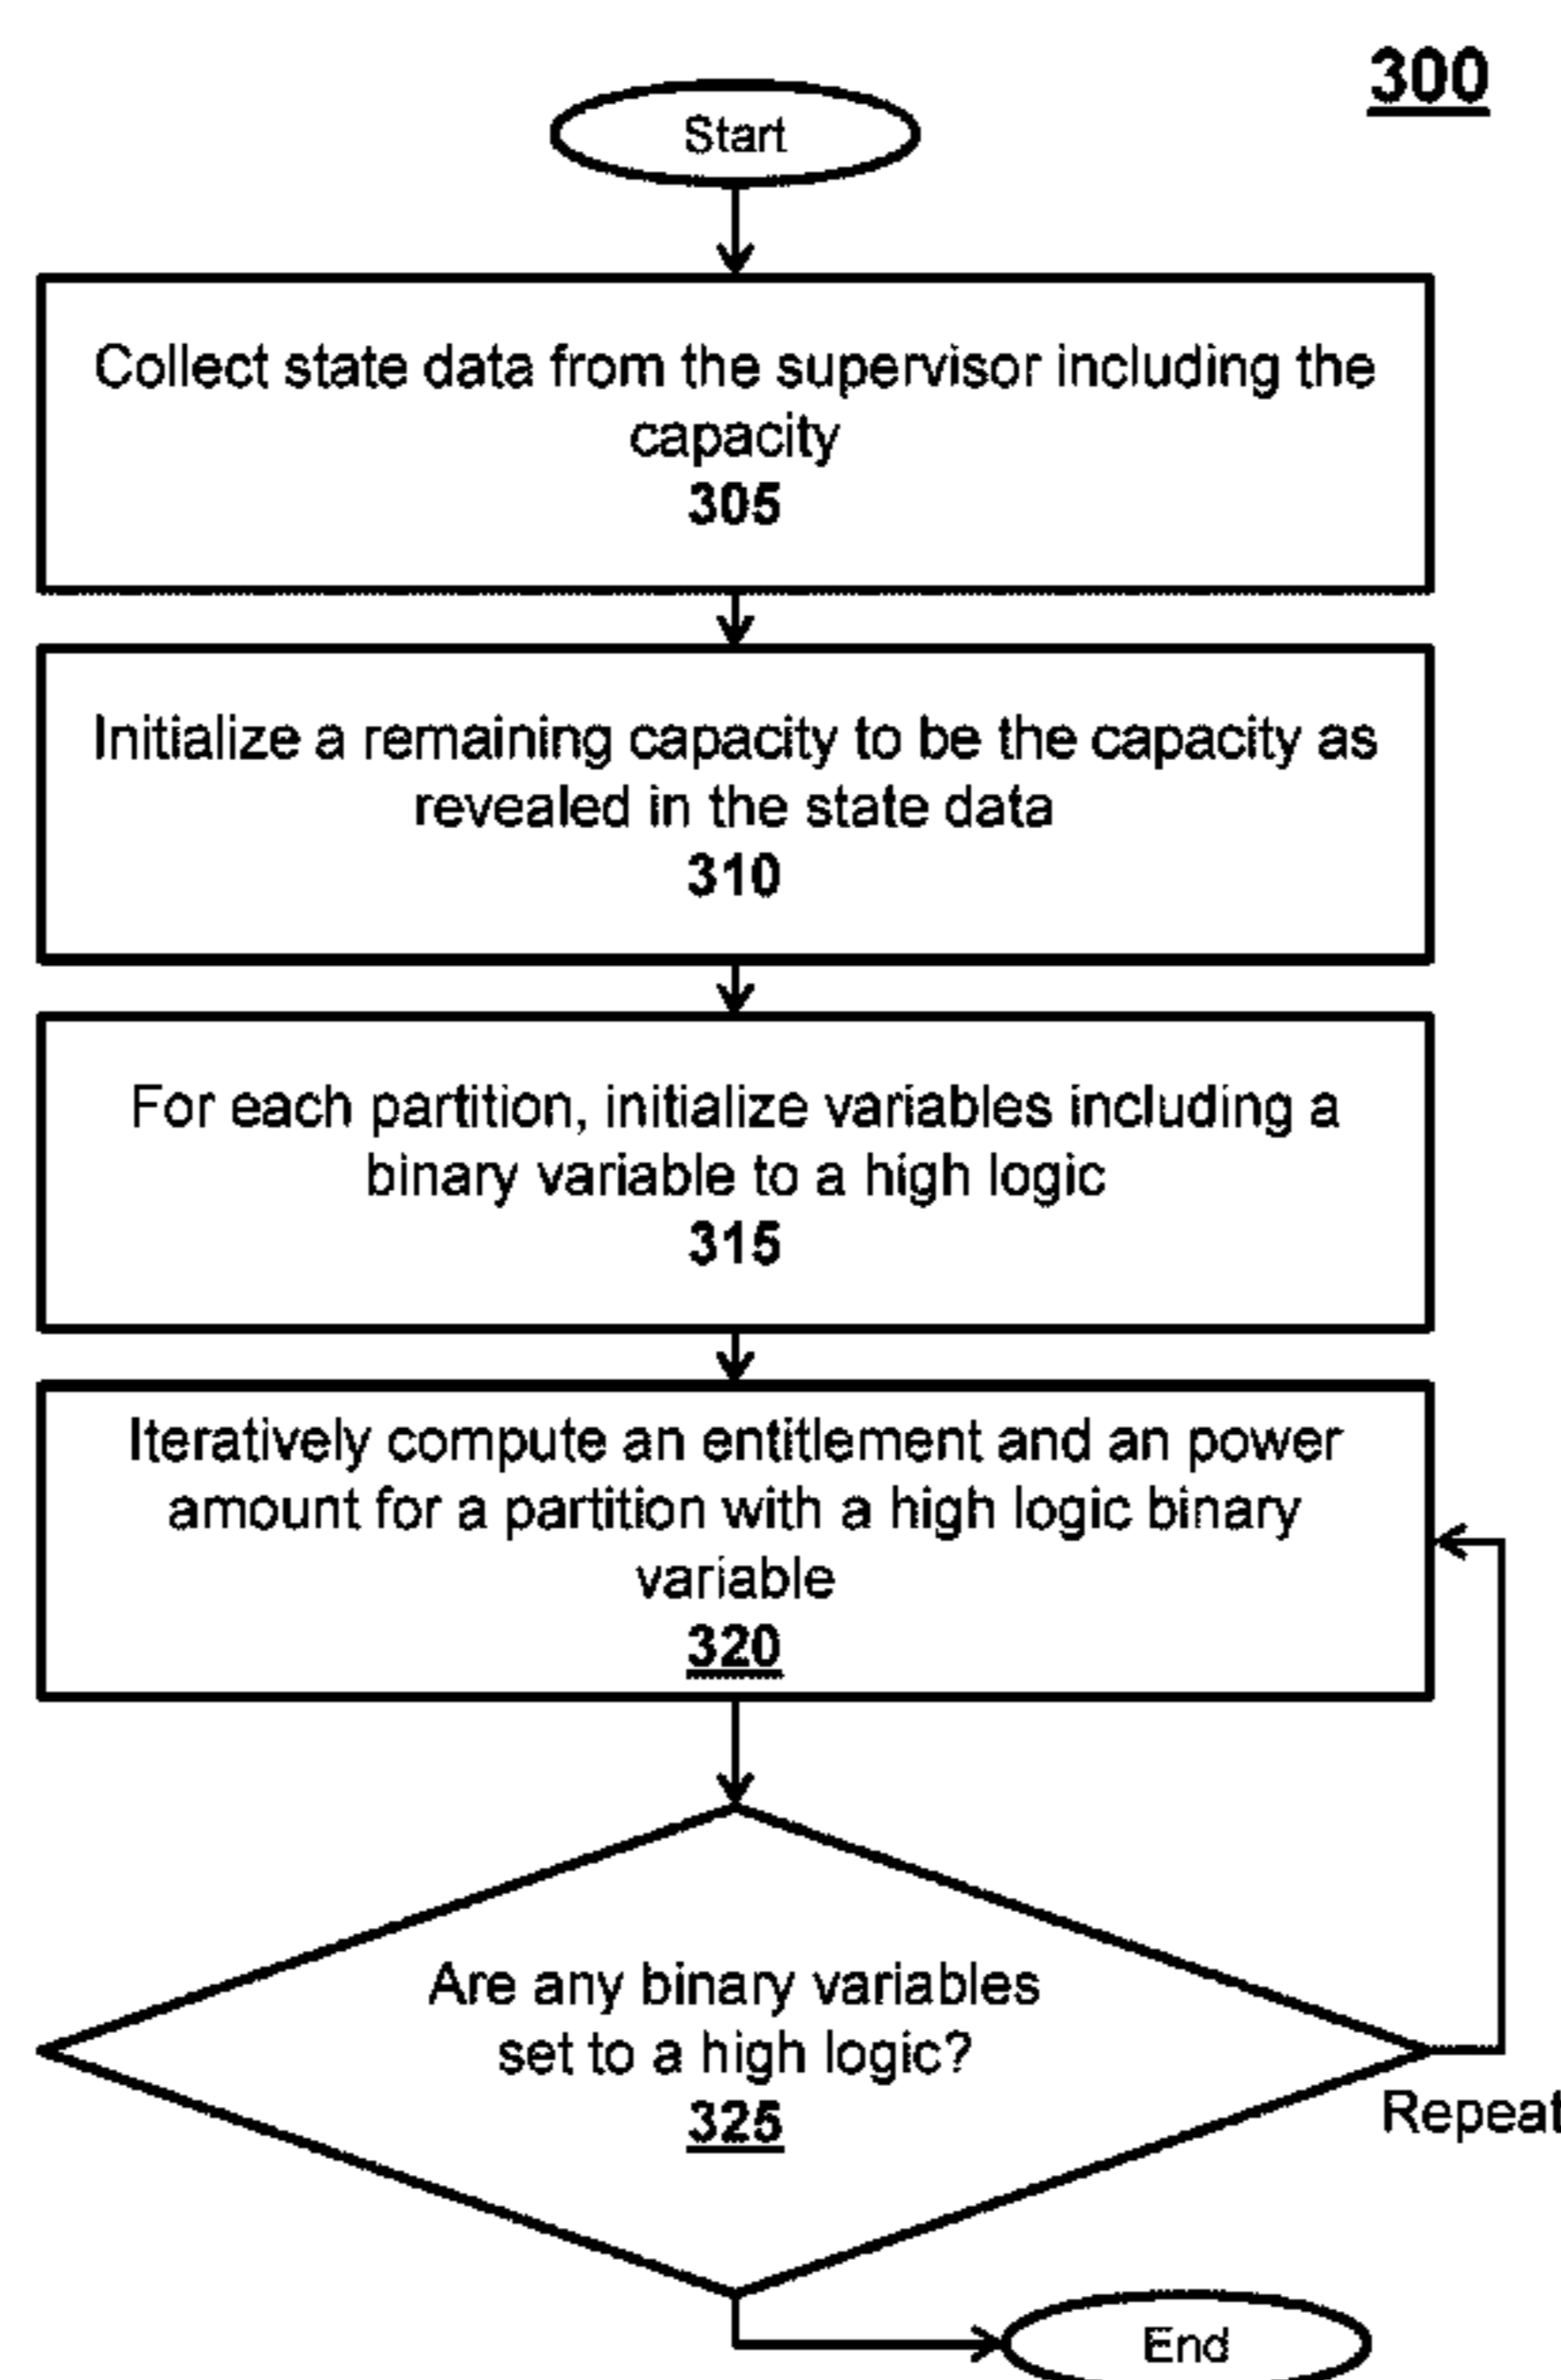 300
Start
Collect state data from the supervisor including the
capacity
305
Initialize a remaining capacity to be the capacity as
revealed in the state data
310
For each partition, initialize variables including a
binary variable to a high logic
315
Iteratively compute an entitlement and an power
amount for a partition with a high logic binary
variable
320
Are any binary variables
set to a high logic?
325
Repeat
End